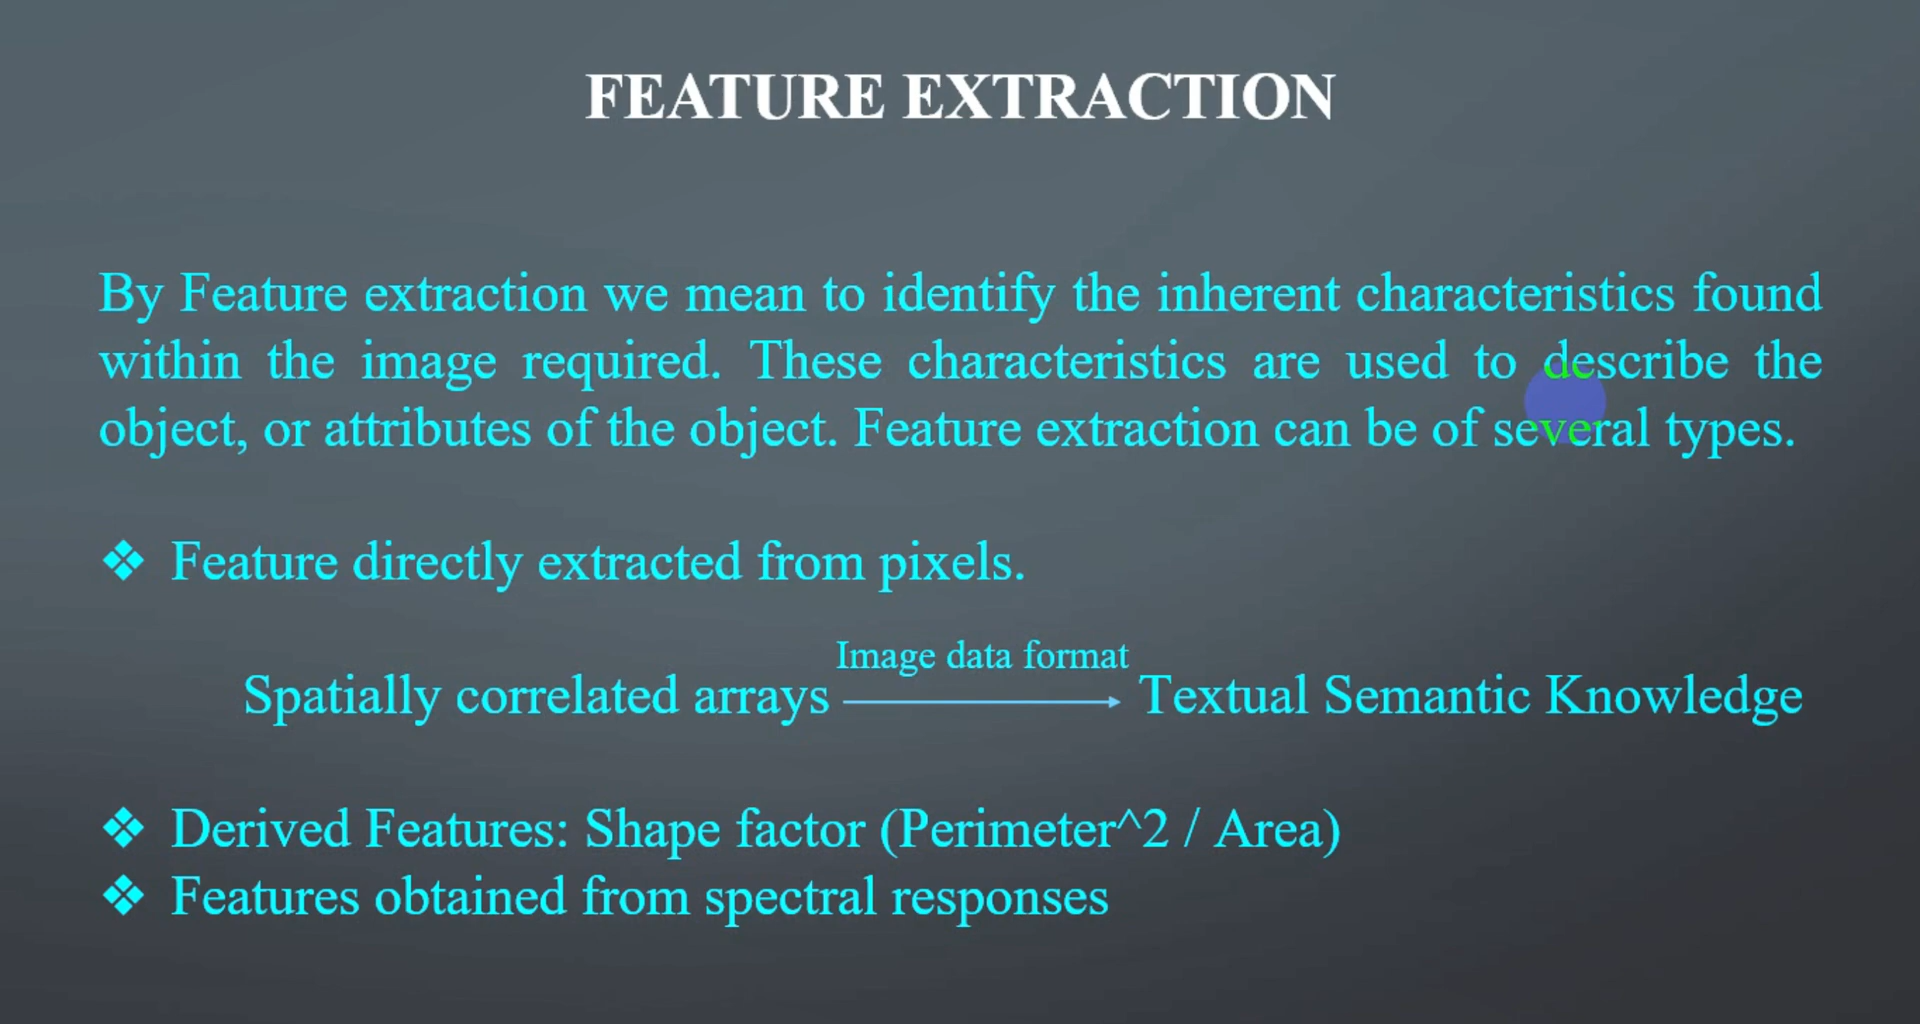 FEATURE EXTRACTION
By Feature extraction we mean to identify the inherent characteristics found
within the image required. These characteristics are used to describe the
object, or attributes of the object. Feature extraction can be of several types.
❖ Feature directly extracted from pixels.
Image data format
Spatially correlated arrays → Textual Semantic Knowledge
❖ Derived Features: Shape factor (Perimeter^2 / Area)
❖ Features obtained from spectral responses